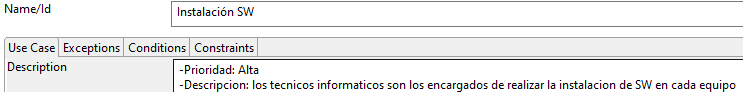 Name/Id Instalación SW
Use Case Exceptions Conditions Constraints
Description -Prioridad: Alta
-Descripcion: los tecnicos informaticos son los encargados de realizar la instalacion de SW en cada equipo